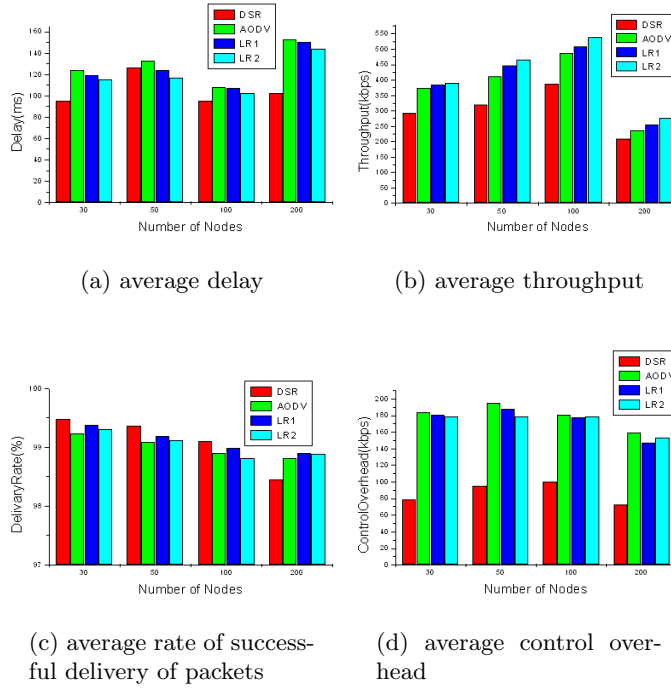 DSR
AODV
LR1
LR2
160
140
120
100
80
60
40
20
0
Delay(ms)
30 50 100 200
Number of Nodes
(a) average delay
DSR
AODV
LR1
LR2
550
500
450
400
350
300
250
200
150
100
50
0
Throughput(kbps)
30 50 100 200
Number of Nodes
(b) average throughput
DSR
AODV
LR1
LR2
100
99
98
97
DelivaryRate(%)
30 50 100 200
Number of Nodes
(c) average rate of success-
ful delivery of packets
DSR
AODV
LR1
LR2
200
180
160
140
120
100
80
60
40
20
0
ControlOverhead(kbps)
30 50 100 200
Number of Nodes
(d) average control over-
head